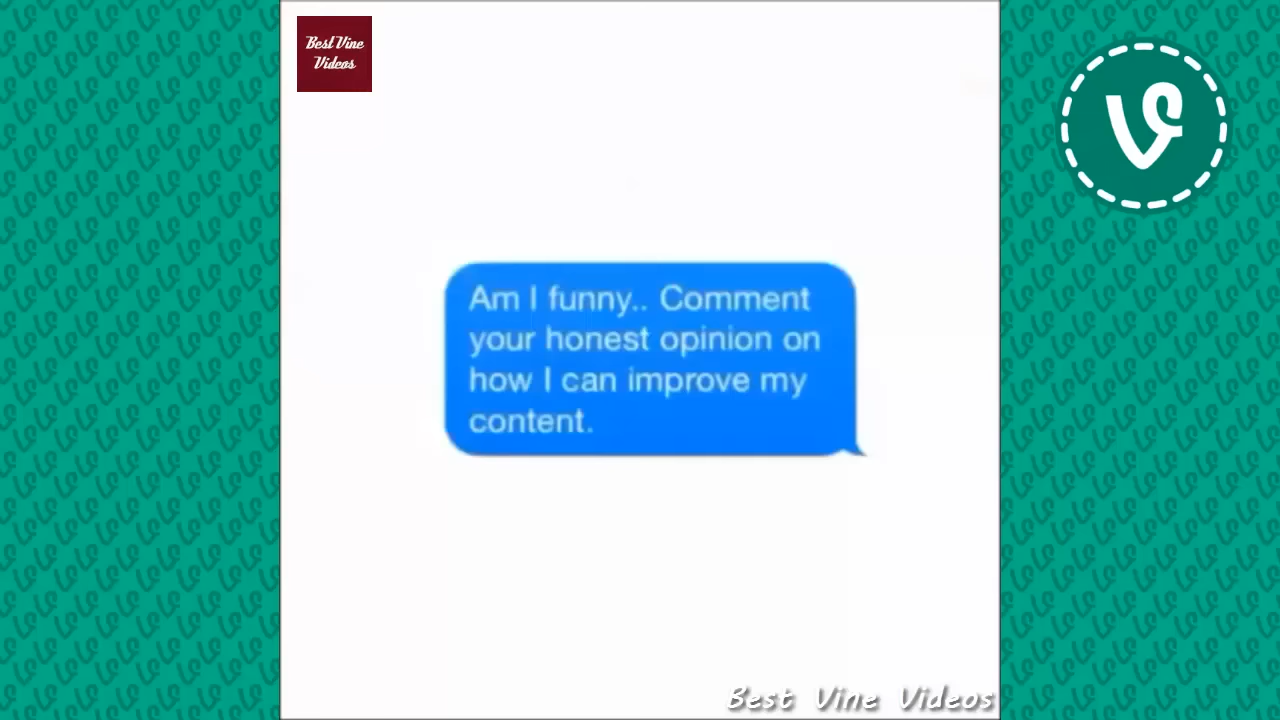 Best Vine
Videos
Am I funny.. Comment
your honest opinion on
how I can improve my
content.
Best Vine Videos